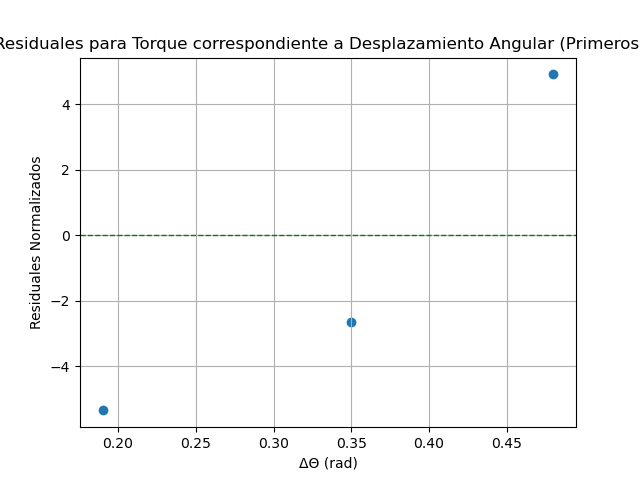 Residuales para Torque correspondiente a Desplazamiento Angular (Primeros
4
2
0
−2
−4
Residuales Normalizados
0.20 0.25 0.30 0.35 0.40 0.45
ΔΘ (rad)